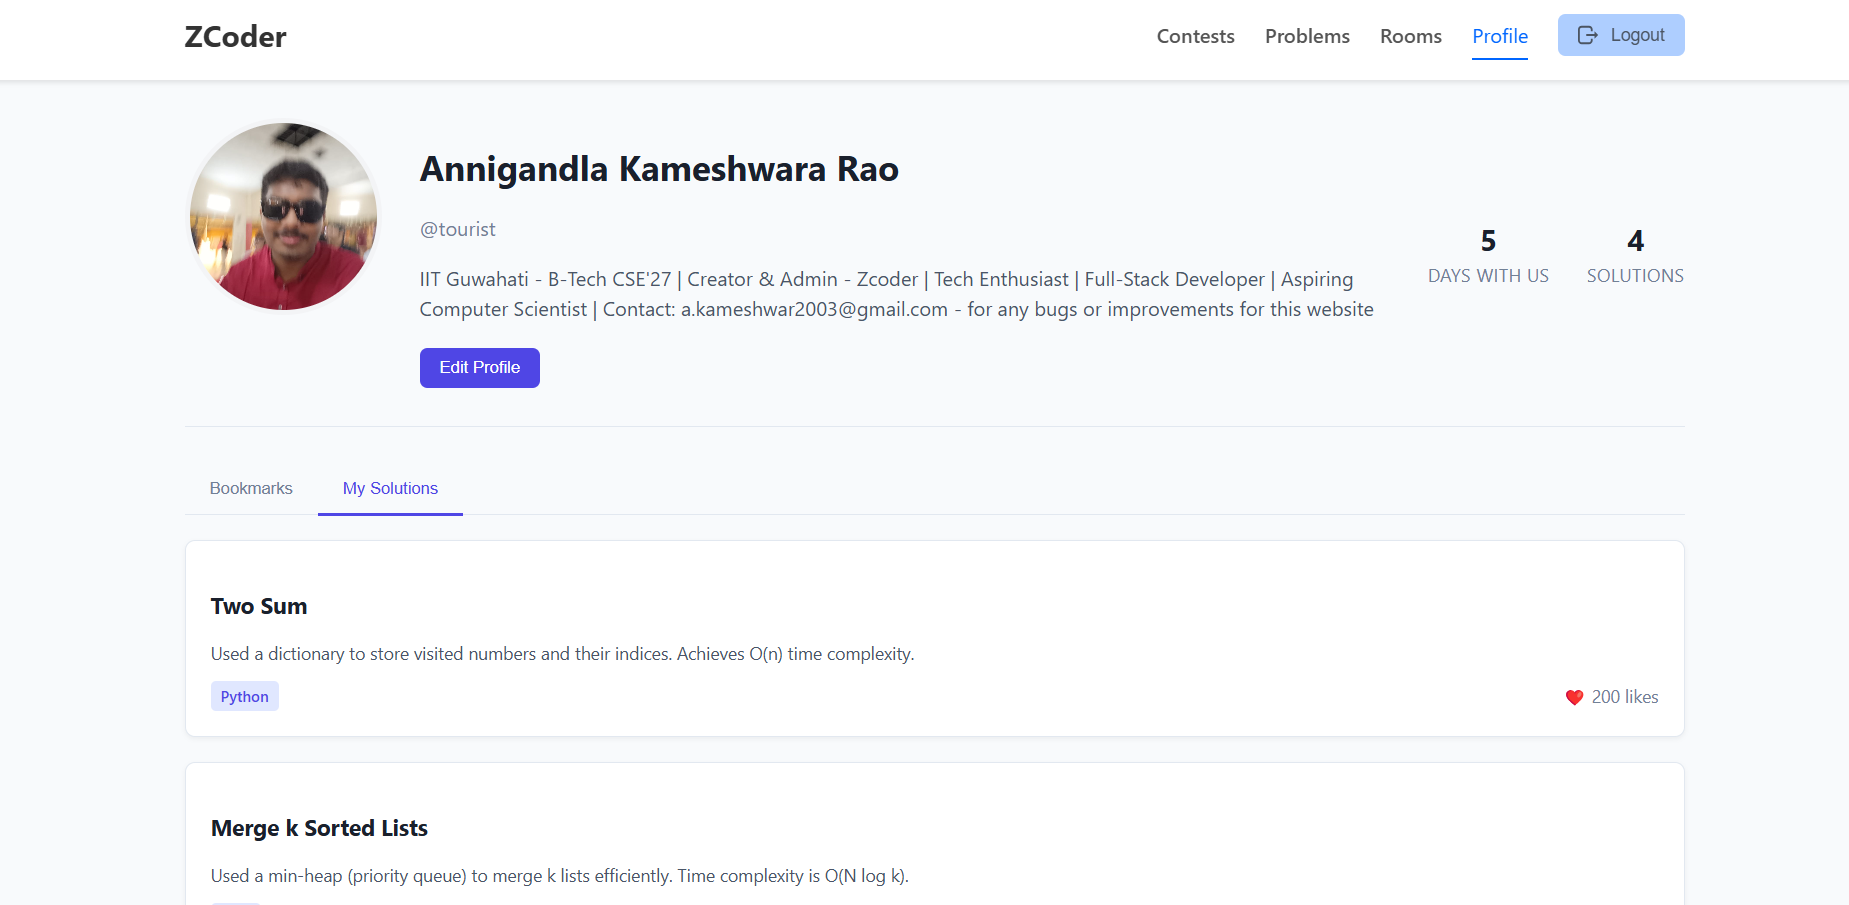 ZCoder
Contests
Problems
Rooms
Profile
Logout
Annigandla Kameshwara Rao
@tourist
IIT Guwahati - B-Tech CSE'27 | Creator & Admin - Zcoder | Tech Enthusiast | Full-Stack Developer | Aspiring
Computer Scientist | Contact: a.kameshwar2003@gmail.com - for any bugs or improvements for this website
5
DAYS WITH US
4
SOLUTIONS
Edit Profile
Bookmarks
My Solutions
Two Sum
Used a dictionary to store visited numbers and their indices. Achieves O(n) time complexity.
Python
200 likes
Merge k Sorted Lists
Used a min-heap (priority queue) to merge k lists efficiently. Time complexity is O(N log k).